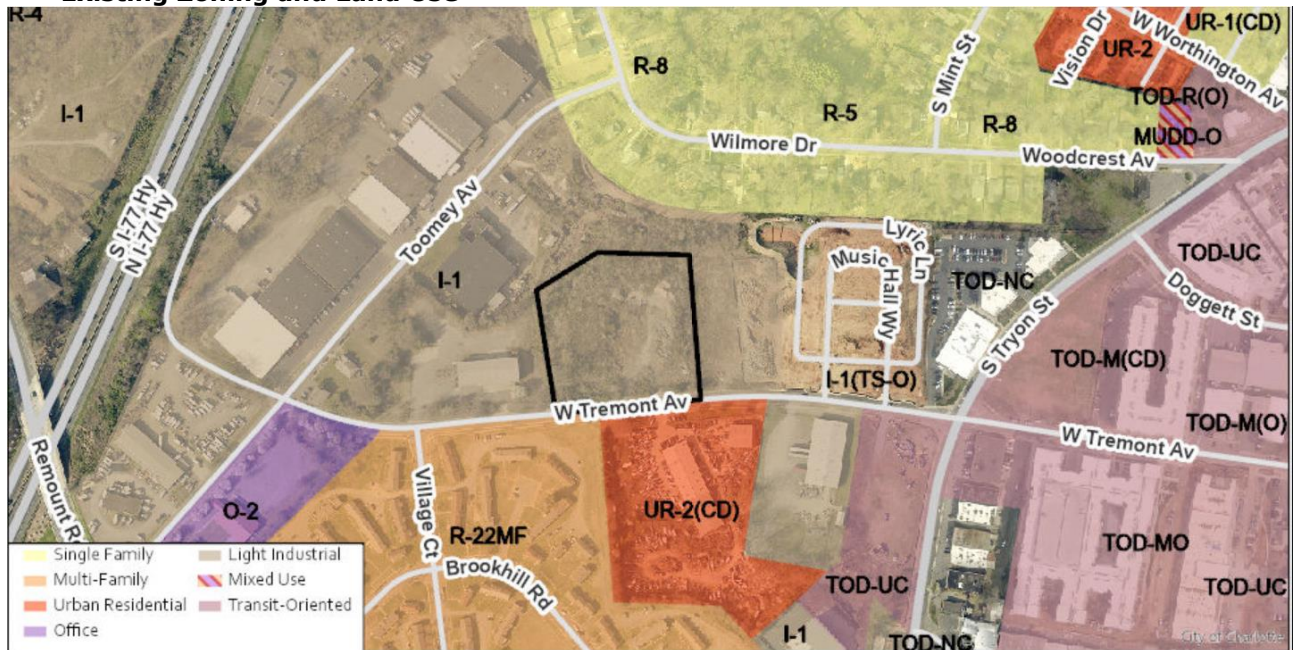 Existing Zoning and Land Use
R-4
UR-1(CD)
W Worthington Av
Vision Dr
UR-2
S Mint St
R-8
I-1
R-5
R-8
TOD-R(O)
MUDD-O
Wilmore Dr
Woodcrest Av
S I-77 Hy
N I-77 Hy
Toomey Av
Lyric Ln
Music Hall Wy
TOD-UC
Doggett St
I-1
TOD-NC
S Tryon St
TOD-M(CD)
I-1(TS-O)
W Tremont Av
TOD-M(O)
W Tremont Av
Remount R
O-2
Village Ct
R-22MF
UR-2(CD)
TOD-MO
Brookhill Rd
TOD-UC
TOD-UC
I-1
TOD-NC
Single Family
Light Industrial
Multi-Family
Mixed Use
Urban Residential
Transit-Oriented
Office
City of Charlotte